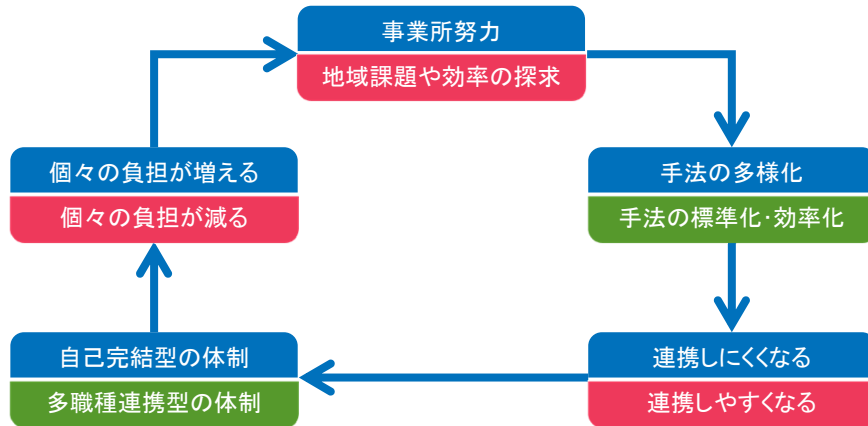 事業所努力
地域課題や効率の探求
個々の負担が増える
個々の負担が減る
手法の多様化
手法の標準化・効率化
自己完結型の体制
多職種連携型の体制
連携しにくくなる
連携しやすくなる